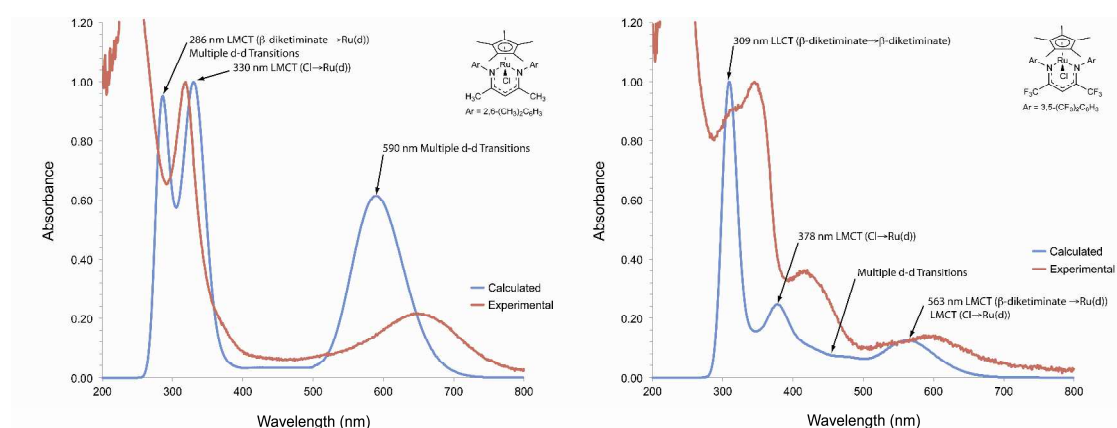 1.20
1.00
0.80
0.60
0.40
0.20
0.00
Absorbance
200
300
400
500
600
700
800
Wavelength (nm)
286 nm LMCT (β-diketiminate→Ru(d))
Multiple d-d Transitions
330 nm LMCT (Cl→Ru(d))
590 nm Multiple d-d Transitions
Ar
Ru
Ar
N
Cl
N
H₃C
CH₃
Ar = 2,6-(CH₃)₂C₆H₃
Calculated
Experimental
1.20
1.00
0.80
0.60
0.40
0.20
0.00
Absorbance
200
300
400
500
600
700
800
Wavelength (nm)
309 nm LLCT (β-diketiminate→β-diketiminate)
378 nm LMCT (Cl→Ru(d))
Multiple d-d Transitions
563 nm LMCT (β-diketiminate →Ru(d))
LMCT (Cl→Ru(d))
Ar
Ru
Ar
N
Cl
N
F₃C
CF₃
Ar = 3,5-(CF₃)₂C₆H₃
Calculated
Experimental